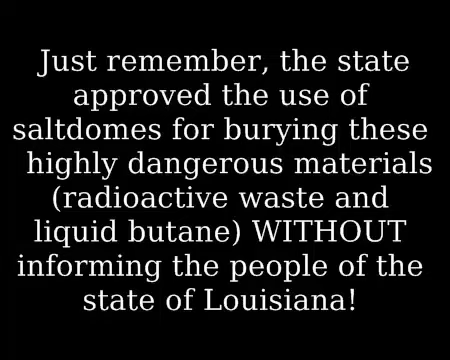 Just remember, the state
approved the use of
saltdomes for burying these
highly dangerous materials
(radioactive waste and
liquid butane) WITHOUT
informing the people of the
state of Louisiana!